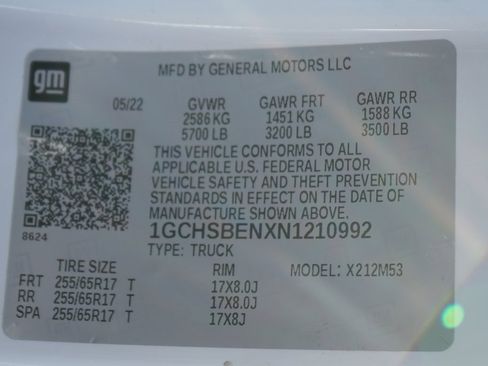 gm
MFD BY GENERAL MOTORS LLC
05/22 GVWR GAWR FRT GAWR RR
2586 KG 1451 KG 1588 KG
5700 LB 3200 LB 3500 LB
THIS VEHICLE CONFORMS TO ALL
APPLICABLE U.S. FEDERAL MOTOR
VEHICLE SAFETY AND THEFT PREVENTION
STANDARDS IN EFFECT ON THE DATE OF
MANUFACTURE SHOWN ABOVE.
8624
1GCHSBENXN1210992
TYPE: TRUCK
TIRE SIZE RIM MODEL: X212M53
FRT 255/65R17 T 17X8.0J
RR 255/65R17 T 17X8.0J
SPA 255/65R17 T 17X8J